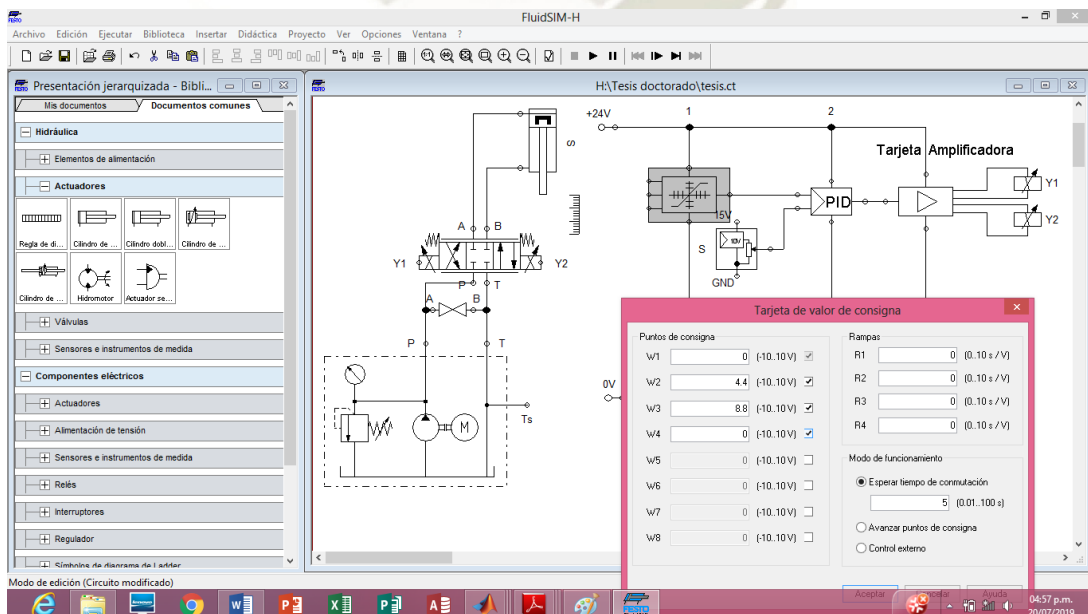 FluidSIM-H
Archivo Edición Ejecutar Biblioteca Insertar Didáctica Proyecto Ver Opciones Ventana ?
Presentación jerarquizada - Bibli...
Mis documentos
Documentos comunes
Hidráulica
Elementos de alimentación
Actuadores
Regla de di...
Cilindro de ...
Cilindro dobl...
Cilindro de ...
Cilindro de ...
Hidromotor
Actuador se...
Válvulas
Sensores e instrumentos de medida
Componentes eléctricos
Actuadores
Alimentación de tensión
Sensores e instrumentos de medida
Relés
Interruptores
Regulador
Símbolos de diagrama de Ladder
H:\Tesis doctorado\tesis.ct
S
A B
Y1
Y2
P T
A B
P
T
M
Ts
+24V
1
2
Tarjeta Amplificadora
15V
S
GND
PID
Y1
Y2
0V
Tarjeta de valor de consigna
Puntos de consigna
W1 0 (-10..10 V)
W2 4.4 (-10..10 V)
W3 8.8 (-10..10 V)
W4 0 (-10..10 V)
W5 0 (-10..10 V)
W6 0 (-10..10 V)
W7 0 (-10..10 V)
W8 0 (-10..10 V)
Rampas
R1 0 (0..10 s / V)
R2 0 (0..10 s / V)
R3 0 (0..10 s / V)
R4 0 (0..10 s / V)
Modo de funcionamiento
Esperar tiempo de conmutación
5 (0.01..100 s)
Avanzar puntos de consigna
Control externo
Aceptar
Ayuda
Modo de edición (Circuito modificado)
04:57 p.m.